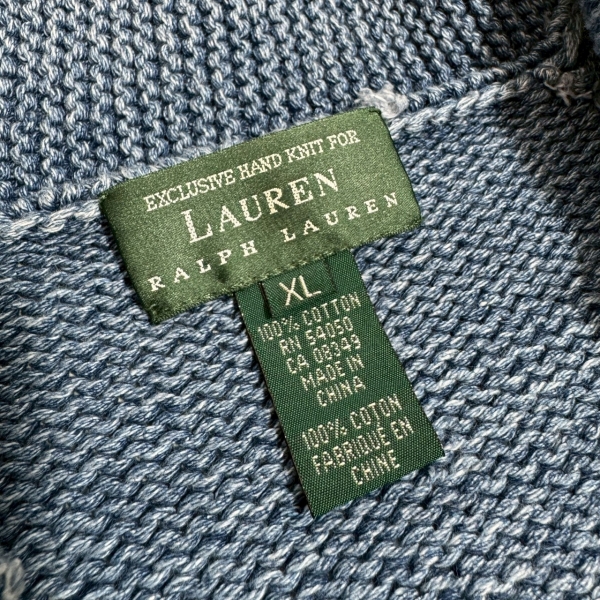 EXCLUSIVE HAND KNIT FOR
LAUREN
RALPH LAUREN
XL
100% COTTON
RN 54050
CA 08349
MADE IN
CHINA
100% COTON
FABRIQUE EN
CHINE